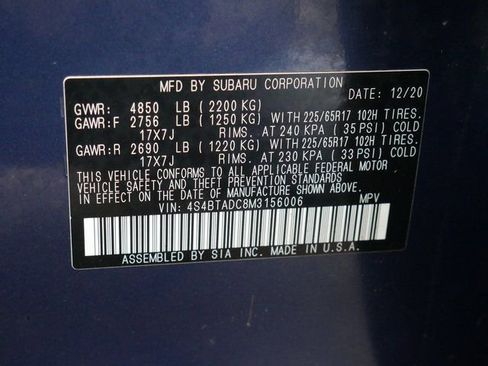 MFD BY SUBARU CORPORATION DATE: 12/20
GVWR: 4850 LB (2200 KG)
GAWR:F 2756 LB (1250 KG) WITH 225/65R17 102H TIRES.
17X7J RIMS. AT 240 KPA (35 PSI) COLD
GAWR:R 2690 LB (1220 KG) WITH 225/65R17 102H TIRES.
17X7J RIMS. AT 230 KPA (33 PSI) COLD
THIS VEHICLE CONFORMS TO ALL APPLICABLE FEDERAL MOTOR
VEHICLE SAFETY AND THEFT PREVENTION STANDARDS
IN EFFECT ON THE DATE OF MANUFACTURE SHOWN ABOVE.
VIN: 4S4BTADC8M3156006 MPV
ASSEMBLED BY SIA INC. MADE IN U.S.A.